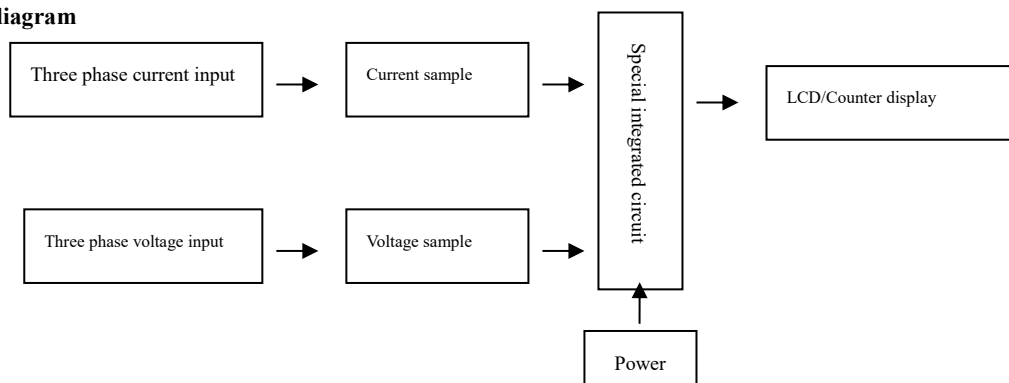 diagram
Three phase current input
Current sample
Special integrated circuit
LCD/Counter display
Three phase voltage input
Voltage sample
Power